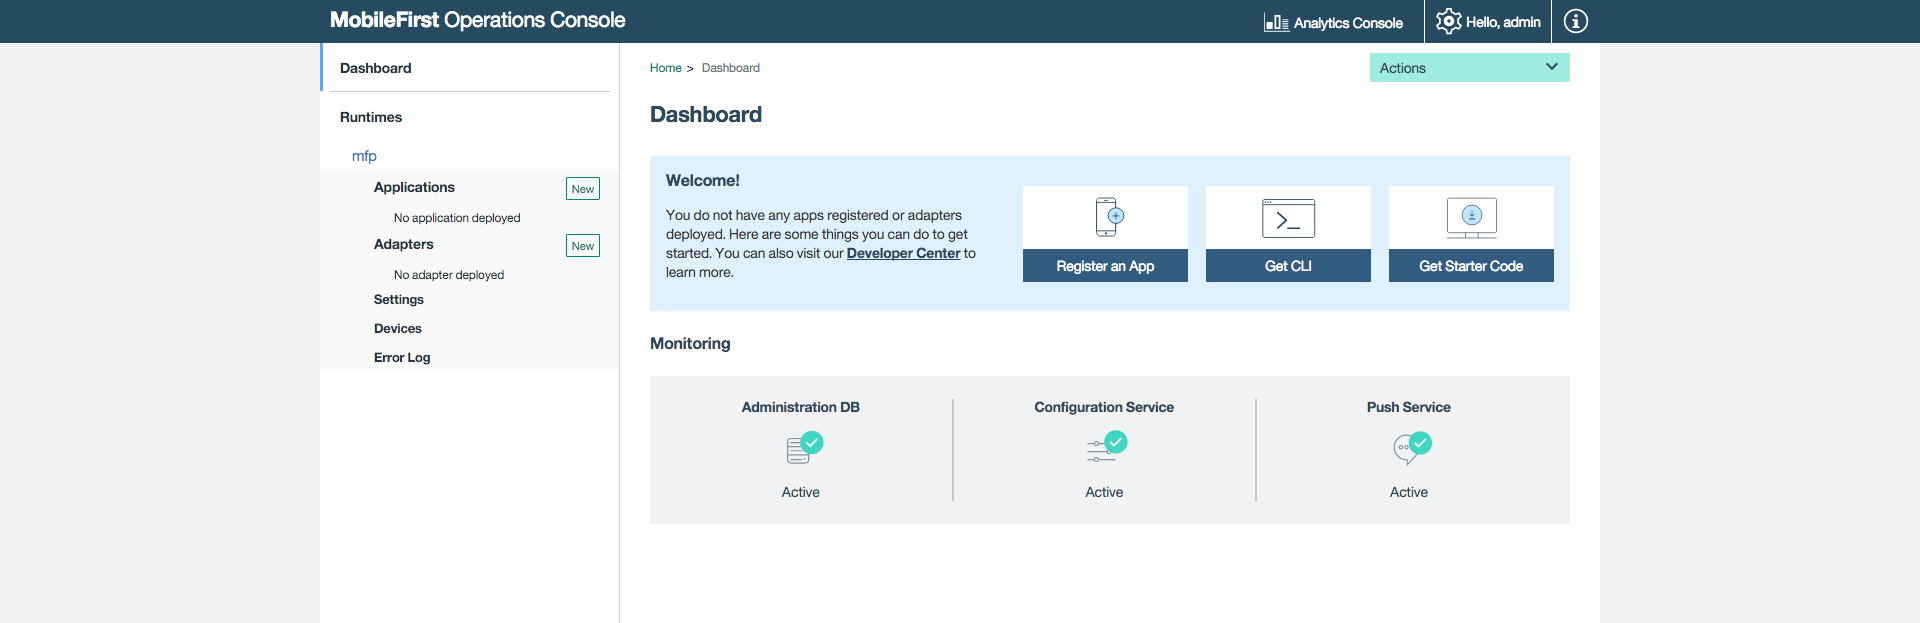 MobileFirst Operations Console
Analytics Console
Hello, admin
Dashboard
Runtimes
mfp
Applications
New
No application deployed
Adapters
New
No adapter deployed
Settings
Devices
Error Log
Home > Dashboard
Actions
Dashboard
Welcome!
You do not have any apps registered or adapters
deployed. Here are some things you can do to get
started. You can also visit our Developer Center to
learn more.
Register an App
Get CLI
Get Starter Code
Monitoring
Administration DB
Active
Configuration Service
Active
Push Service
Active